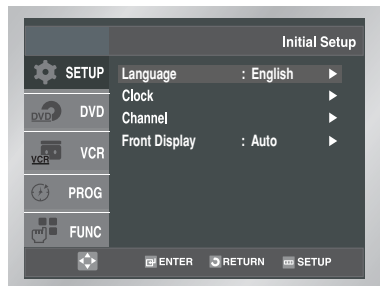 Initial Setup
SETUP
Language : English ►
Clock ►
DVD DVD
Channel ►
Front Display : Auto ►
VCR VCR
PROG
FUNC
ENTER RETURN SETUP